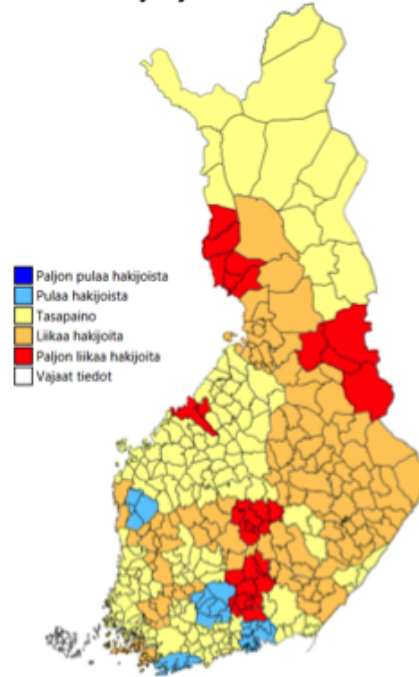 Paljon pulaa hakijoista
Pulaa hakijoista
Tasapaino
Liikaa hakijoita
Paljon liikaa hakijoita
Vajaat tiedot